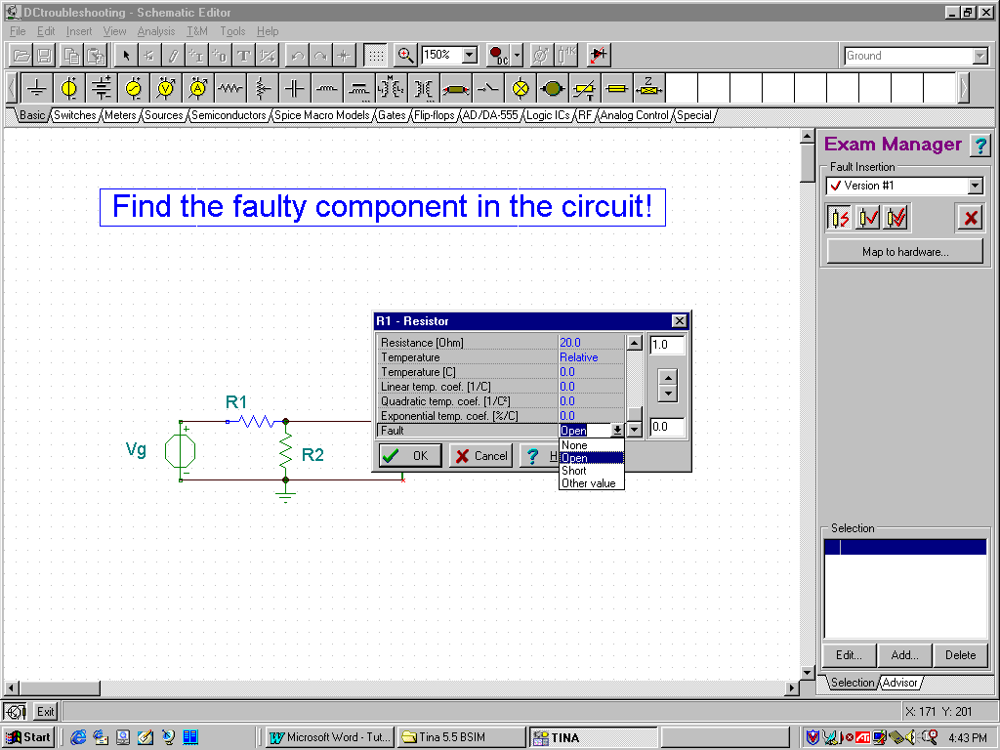 DCtroubleshooting - Schematic Editor
File Edit Insert View Analysis T&M Tools Help
150% DC Ground
Basic Switches Meters Sources Semiconductors Spice Macro Models Gates Flip-flops AD/DA-555 Logic ICs RF Analog Control Special
Find the faulty component in the circuit!
Exam Manager ?
Fault Insertion
Version #1
Map to hardware...
R1 - Resistor
Resistance [Ohm] 20.0 1.0
Temperature Relative
Temperature [C] 0.0
Linear temp. coef. [1/C] 0.0
Quadratic temp. coef. [1/C²] 0.0
Exponential temp. coef. [%/C] 0.0 0.0
Fault Open
OK Cancel ? H
None
Open
Short
Other value
R1
Vg
+
-
R2
Selection
Edit... Add... Delete
Selection Advisor
Exit X: 171 Y: 201
Start Microsoft Word - Tut... Tina 5.5 BSIM TINA 4:43 PM